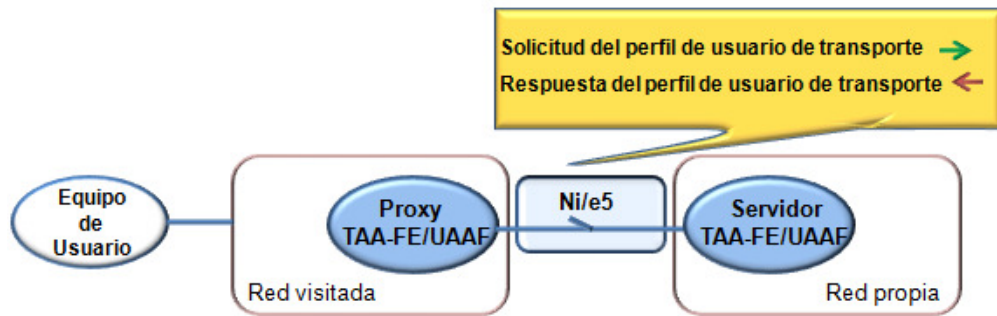 Solicitud del perfil de usuario de transporte
Respuesta del perfil de usuario de transporte
Equipo
de
Usuario
Proxy
TAA-FE/UAAF
Ni/e5
Servidor
TAA-FE/UAAF
Red visitada
Red propia